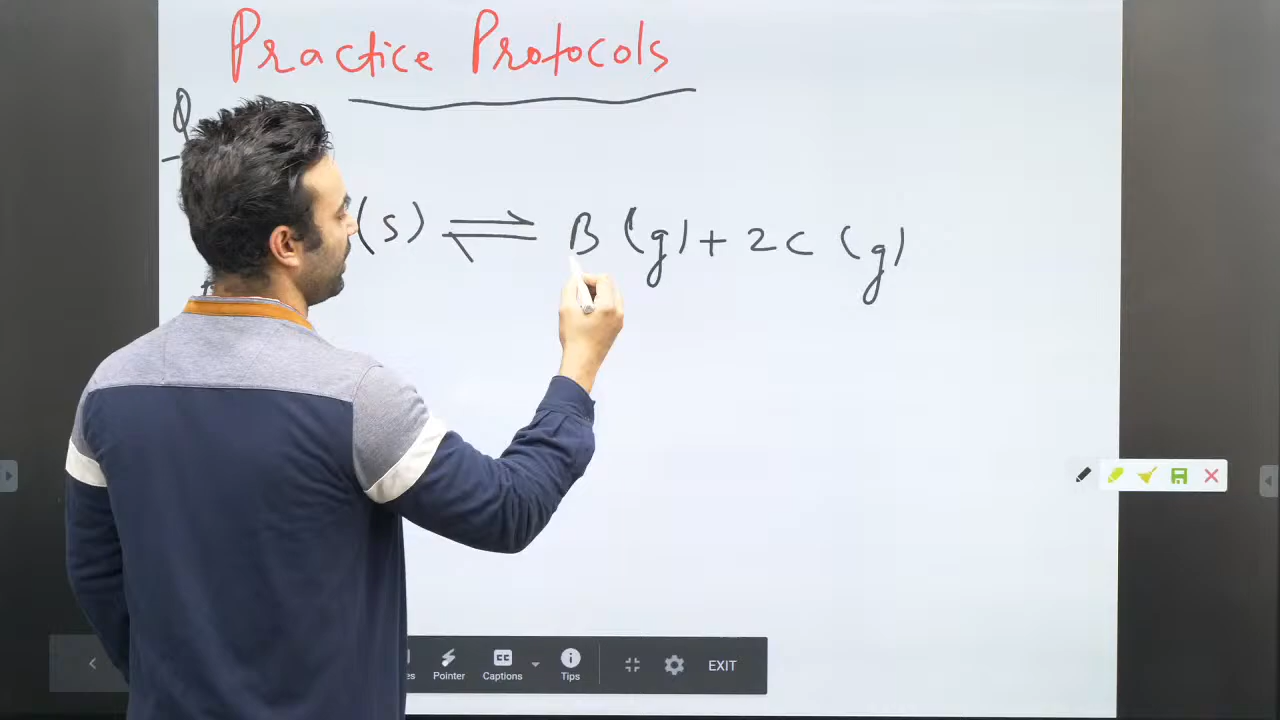 Practice Protocols
Q
(s) ⇌ B (g) + 2C (g)
Pointer
Captions
Tips
EXIT